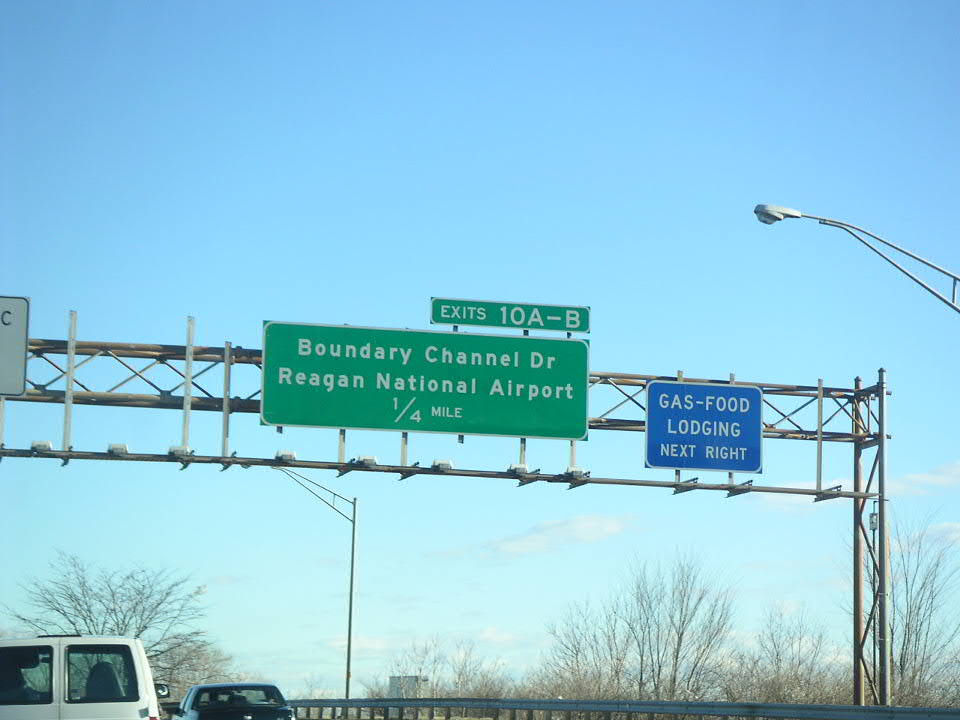 C
EXITS 10A-B
Boundary Channel Dr
Reagan National Airport
1/4 MILE
GAS-FOOD
LODGING
NEXT RIGHT